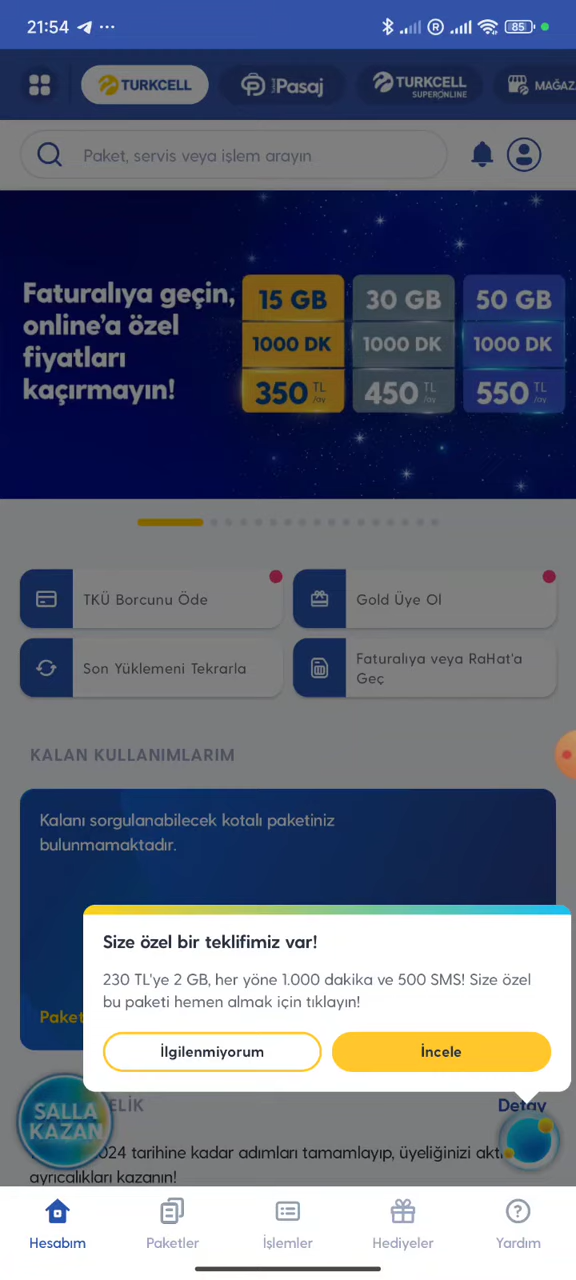 21:54
85
TURKCELL
Pasaj
TURKCELL
SUPERONLINE
MAĞAZ
Paket, servis veya işlem arayın
Faturalıya geçin,
online'a özel
fiyatları
kaçırmayın!
15 GB
1000 DK
350 TL /ay
30 GB
1000 DK
450 TL /ay
50 GB
1000 DK
550 TL /ay
TKÜ Borcunu Öde
Gold Üye Ol
Son Yüklemeni Tekrarla
Faturalıya veya RaHat'a
Geç
KALAN KULLANIMLARIM
Kalanı sorgulanabilecek kotalı paketiniz
bulunmamaktadır.
Size özel bir teklifimiz var!
230 TL'ye 2 GB, her yöne 1.000 dakika ve 500 SMS! Size özel
bu paketi hemen almak için tıklayın!
Paket
İlgilenmiyorum
İncele
SALLA
KAZAN
ELİK
Detay
024 tarihine kadar adımları tamamlayıp, üyeliğinizi akti
ayrıcalıkları kazanın!
Hesabım
Paketler
İşlemler
Hediyeler
Yardım